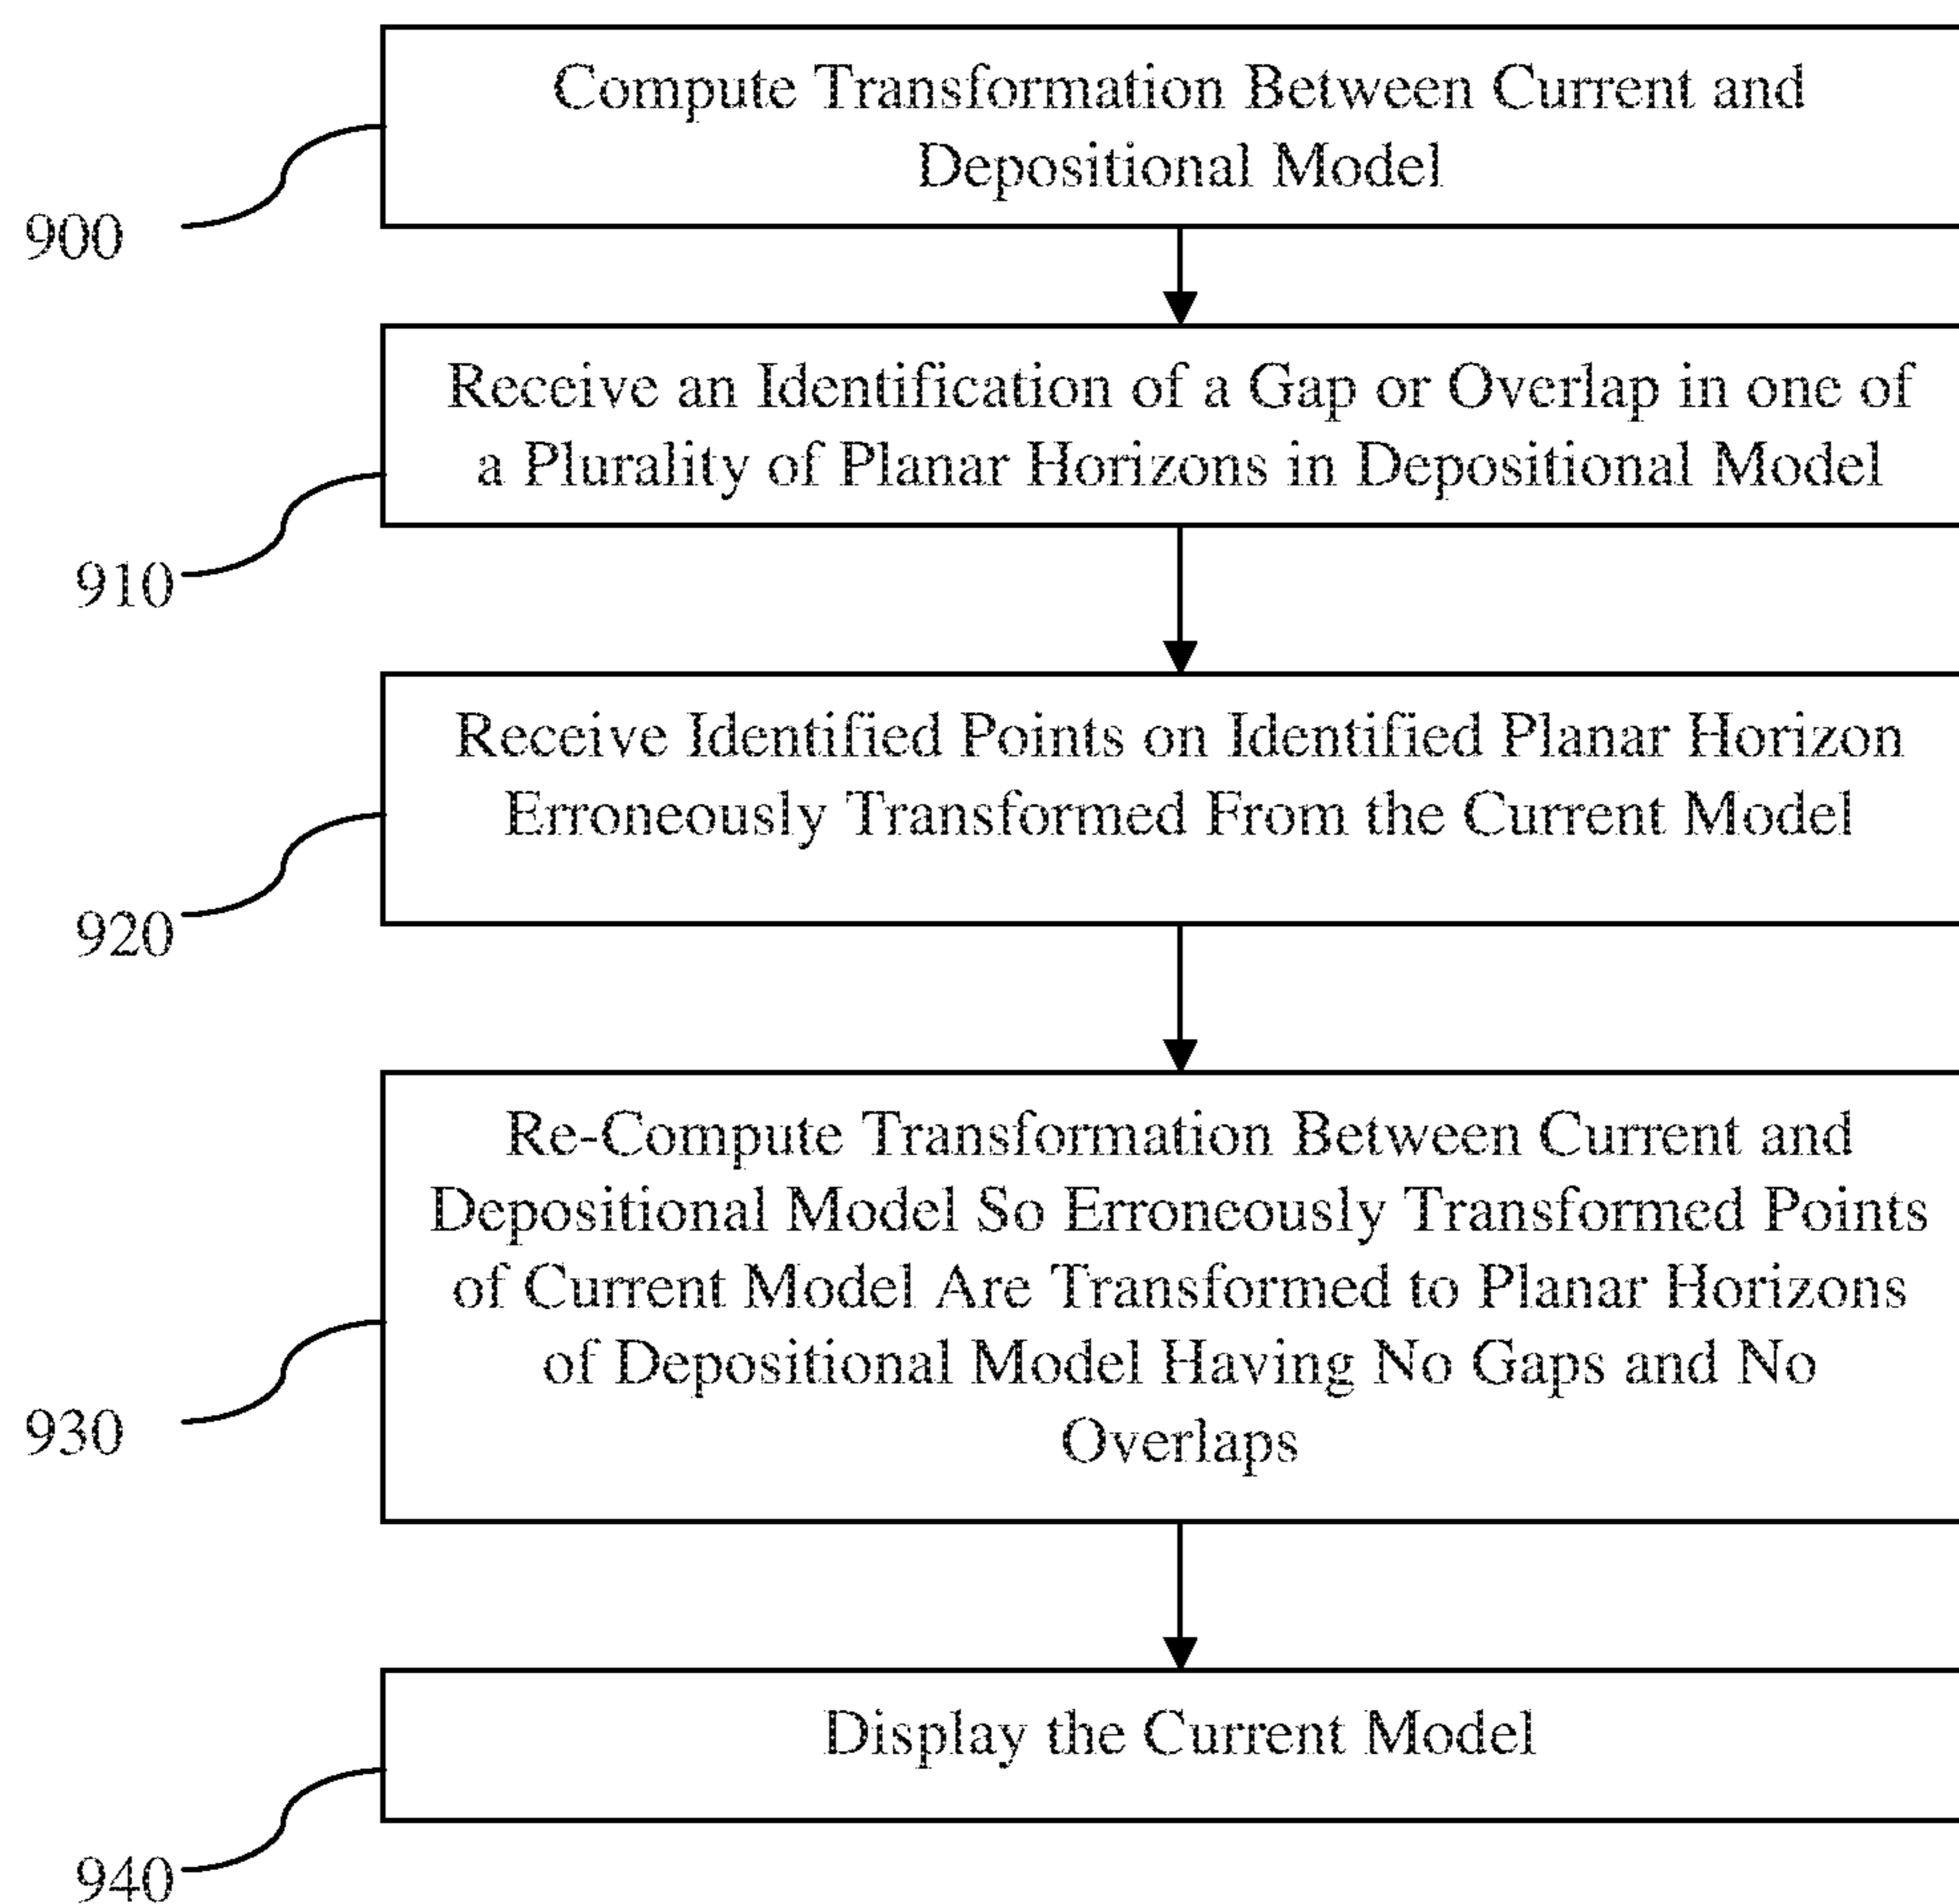 Compute Transformation Between Current and
Depositional Model
900
Receive an Identification of a Gap or Overlap in one of
a Plurality of Planar Horizons in Depositional Model
910
Receive Identified Points on Identified Planar Horizon
Erroneously Transformed From the Current Model
920
Re-Compute Transformation Between Current and
Depositional Model So Erroneously Transformed Points
of Current Model Are Transformed to Planar Horizons
of Depositional Model Having No Gaps and No
Overlaps
930
Display the Current Model
940